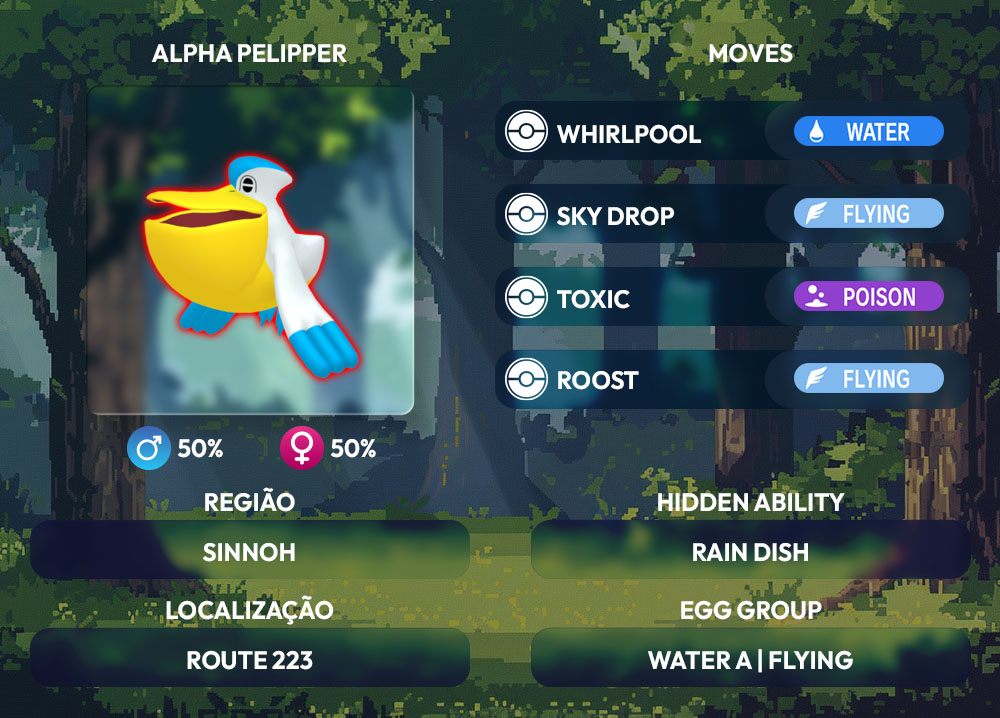 ALPHA PELIPPER
50%
50%
REGIÃO
SINNOH
LOCALIZAÇÃO
ROUTE 223
MOVES
WHIRLPOOL WATER
SKY DROP FLYING
TOXIC POISON
ROOST FLYING
HIDDEN ABILITY
RAIN DISH
EGG GROUP
WATER A | FLYING